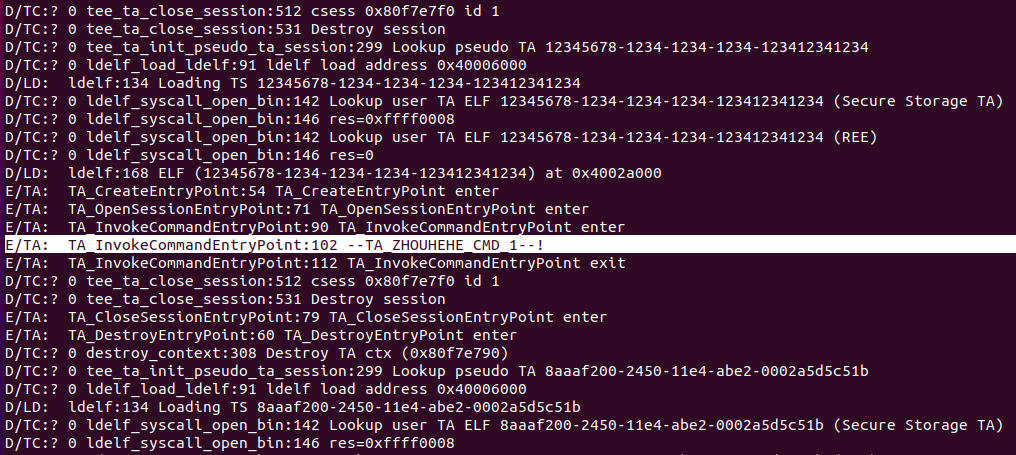 D/TC:? 0 tee_ta_close_session:512 csess 0x80f7e7f0 id 1
D/TC:? 0 tee_ta_close_session:531 Destroy session
D/TC:? 0 tee_ta_init_pseudo_ta_session:299 Lookup pseudo TA 12345678-1234-1234-1234-123412341234
D/TC:? 0 ldelf_load_ldelf:91 ldelf load address 0x40006000
D/LD:  ldelf:134 Loading TS 12345678-1234-1234-1234-123412341234
D/TC:? 0 ldelf_syscall_open_bin:142 Lookup user TA ELF 12345678-1234-1234-1234-123412341234 (Secure Storage TA)
D/TC:? 0 ldelf_syscall_open_bin:146 res=0xffff0008
D/TC:? 0 ldelf_syscall_open_bin:142 Lookup user TA ELF 12345678-1234-1234-1234-123412341234 (REE)
D/TC:? 0 ldelf_syscall_open_bin:146 res=0
D/LD:  ldelf:168 ELF (12345678-1234-1234-1234-123412341234) at 0x4002a000
E/TA:  TA_CreateEntryPoint:54 TA_CreateEntryPoint enter
E/TA:  TA_OpenSessionEntryPoint:71 TA_OpenSessionEntryPoint enter
E/TA:  TA_InvokeCommandEntryPoint:90 TA_InvokeCommandEntryPoint enter
E/TA:  TA_InvokeCommandEntryPoint:102 --TA_ZHOUHEHE_CMD_1--!
E/TA:  TA_InvokeCommandEntryPoint:112 TA_InvokeCommandEntryPoint exit
D/TC:? 0 tee_ta_close_session:512 csess 0x80f7e7f0 id 1
D/TC:? 0 tee_ta_close_session:531 Destroy session
E/TA:  TA_CloseSessionEntryPoint:79 TA_CloseSessionEntryPoint enter
E/TA:  TA_DestroyEntryPoint:60 TA_DestroyEntryPoint enter
D/TC:? 0 destroy_context:308 Destroy TA ctx (0x80f7e790)
D/TC:? 0 tee_ta_init_pseudo_ta_session:299 Lookup pseudo TA 8aaaf200-2450-11e4-abe2-0002a5d5c51b
D/TC:? 0 ldelf_load_ldelf:91 ldelf load address 0x40006000
D/LD:  ldelf:134 Loading TS 8aaaf200-2450-11e4-abe2-0002a5d5c51b
D/TC:? 0 ldelf_syscall_open_bin:142 Lookup user TA ELF 8aaaf200-2450-11e4-abe2-0002a5d5c51b (Secure Storage TA)
D/TC:? 0 ldelf_syscall_open_bin:146 res=0xffff0008